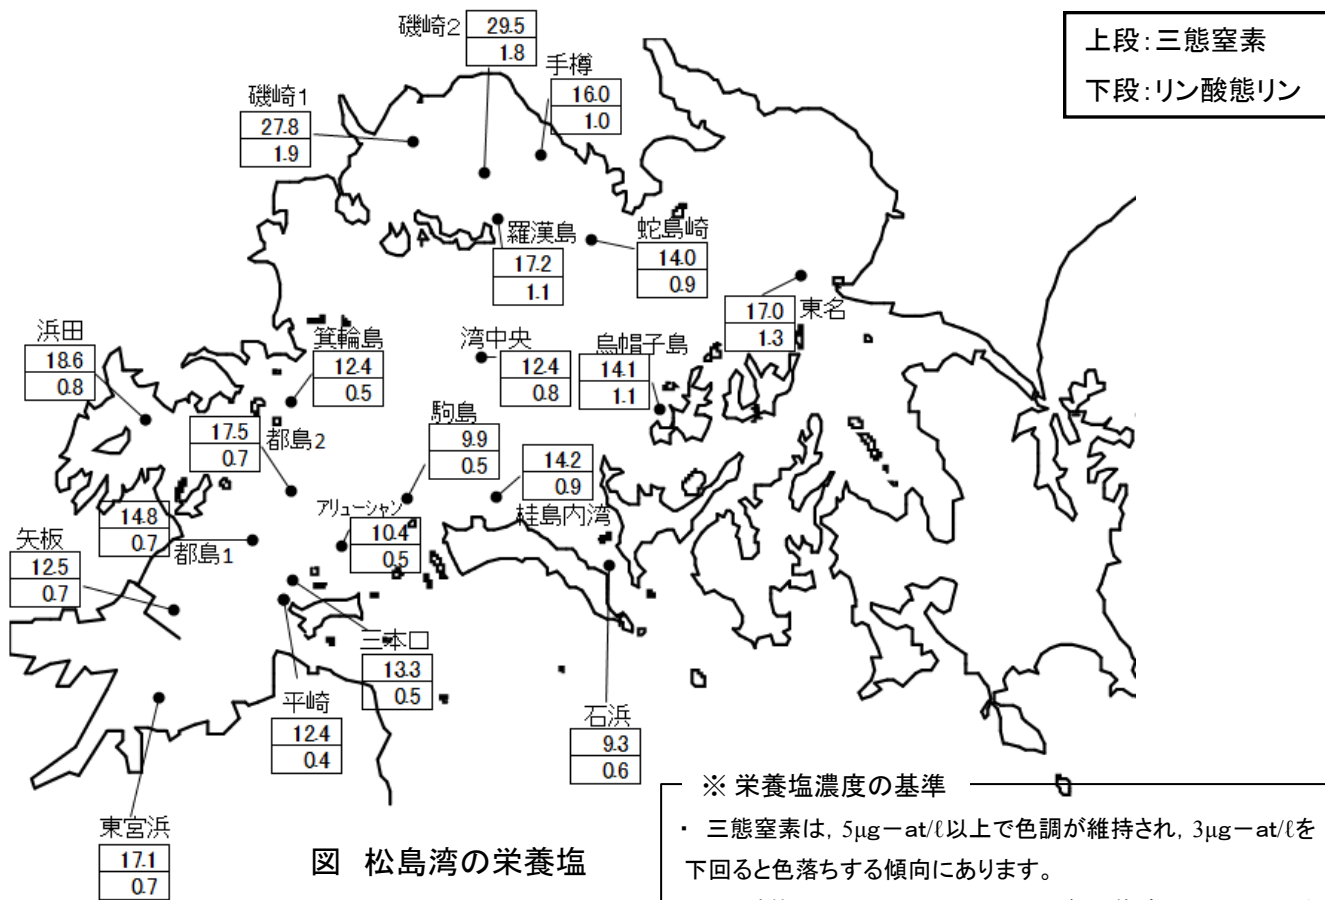 磯崎2
29.5
1.8
上段：三態窒素
下段：リン酸態リン
手樽
16.0
1.0
磯崎1
27.8
1.9
羅漢島
17.2
1.1
蛇島崎
14.0
0.9
東名
17.0
1.3
浜田
18.6
0.8
箕輪島
12.4
0.5
湾中央
12.4
0.8
烏帽子島
14.1
1.1
都島2
17.5
0.7
駒島
9.9
0.5
14.2
0.9
桂島内湾
アリューシャン
10.4
0.5
14.8
0.7
都島1
矢板
12.5
0.7
三本口
13.3
0.5
平崎
12.4
0.4
石浜
9.3
0.6
東宮浜
17.1
0.7
図 松島湾の栄養塩
※ 栄養塩濃度の基準
・ 三態窒素は，5μg－at/ℓ以上で色調が維持され，3μg－at/ℓを
下回ると色落ちする傾向にあります。